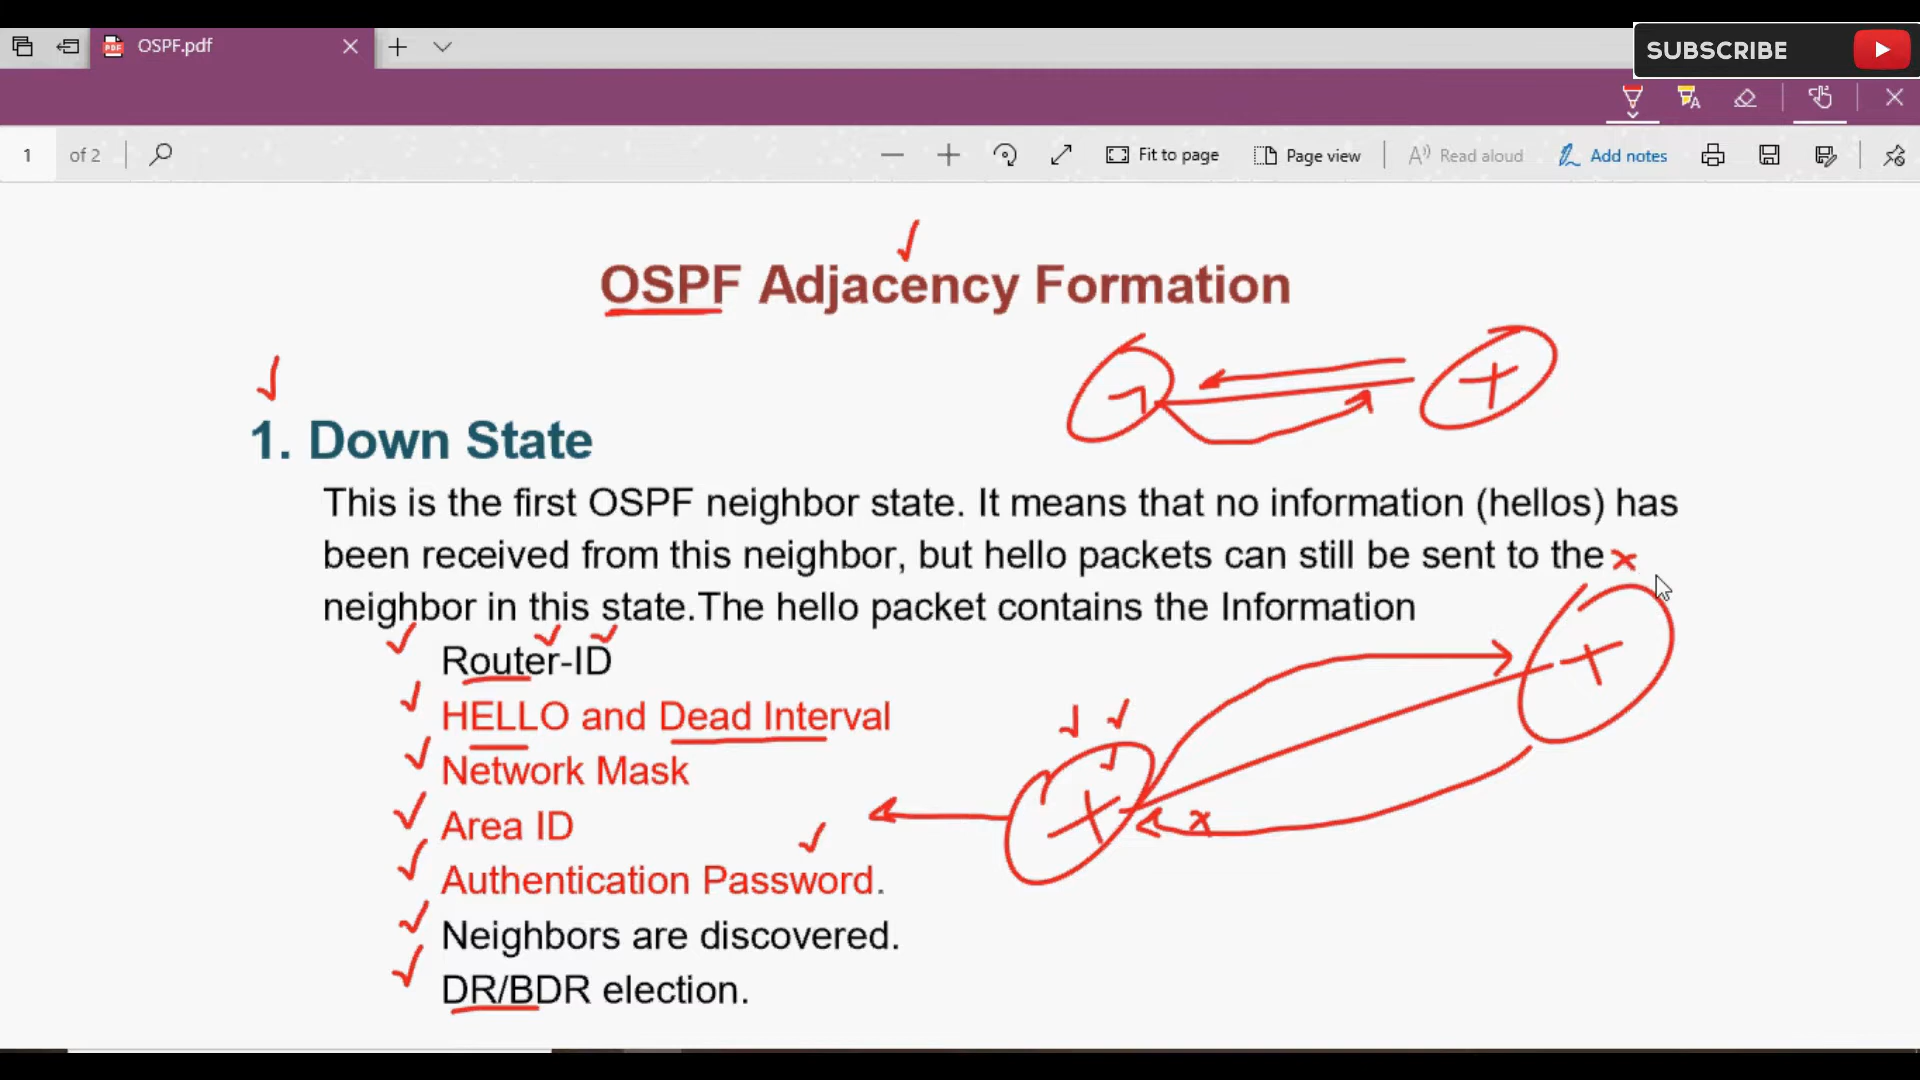 OSPF.pdf
SUBSCRIBE
1 of 2
Fit to page
Page view
Read aloud
Add notes
OSPF Adjacency Formation
1. Down State
This is the first OSPF neighbor state. It means that no information (hellos) has
been received from this neighbor, but hello packets can still be sent to the
neighbor in this state.The hello packet contains the Information
Router-ID
HELLO and Dead Interval
Network Mask
Area ID
Authentication Password.
Neighbors are discovered.
DR/BDR election.